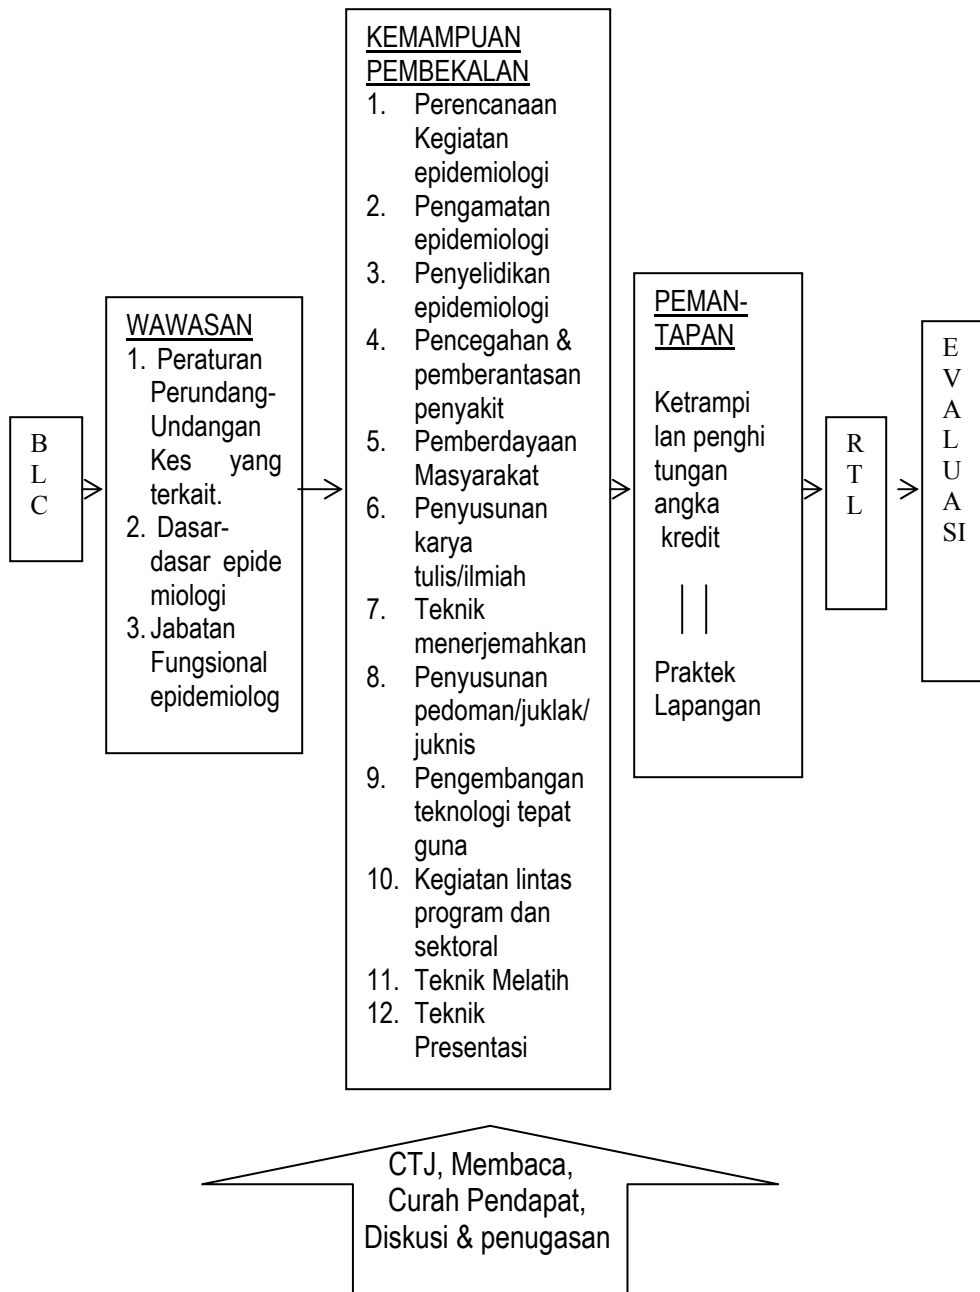 B
L
C
WAWASAN
1. Peraturan
Perundang-
Undangan
Kes yang
terkait.
2. Dasar-
dasar epide
miologi
3. Jabatan
Fungsional
epidemiolog
KEMAMPUAN
PEMBEKALAN
1. Perencanaan
Kegiatan
epidemiologi
2. Pengamatan
epidemiologi
3. Penyelidikan
epidemiologi
4. Pencegahan &
pemberantasan
penyakit
5. Pemberdayaan
Masyarakat
6. Penyusunan
karya
tulis/ilmiah
7. Teknik
menerjemahkan
8. Penyusunan
pedoman/juklak/
juknis
9. Pengembangan
teknologi tepat
guna
10. Kegiatan lintas
program dan
sektoral
11. Teknik Melatih
12. Teknik
Presentasi
PEMAN-
TAPAN
Ketrampi
lan penghi
tungan
angka
kredit
Praktek
Lapangan
R
T
L
E
V
A
L
U
A
SI
CTJ, Membaca,
Curah Pendapat,
Diskusi & penugasan